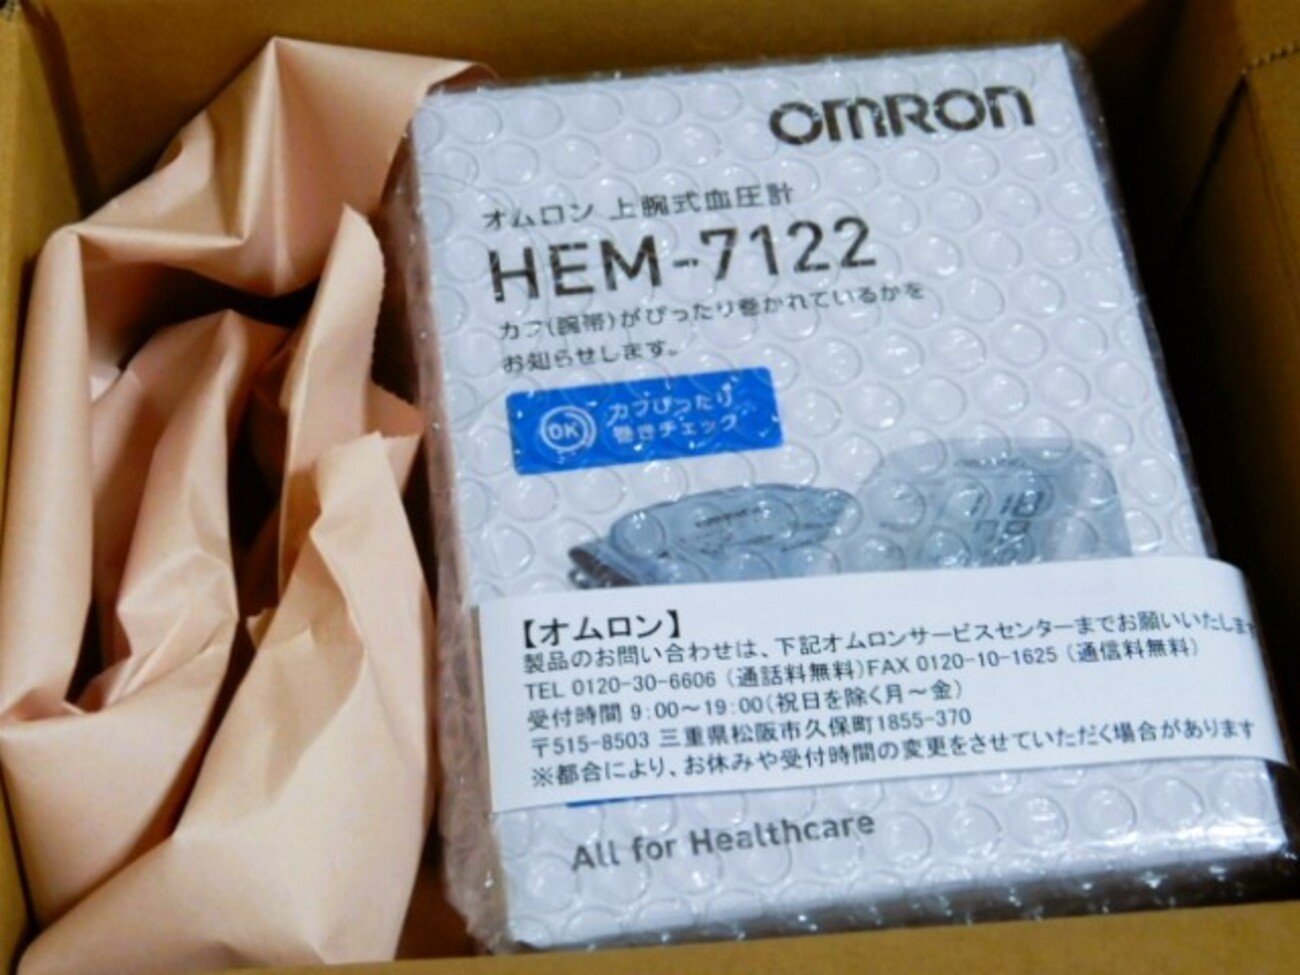 OMRON
オムロン 上腕式血圧計
HEM-7122
カフ(腕帯)がぴったり巻かれているかを
お知らせします。
OK カフぴったり
巻きチェック
118
78
【オムロン】
製品のお問い合わせは、下記オムロンサービスセンターまでお願いいたします
TEL 0120-30-6606 (通話料無料)FAX 0120-10-1625 (通信料無料)
受付時間 9:00~19:00(祝日を除く月~金)
〒515-8503 三重県松阪市久保町1855-370
※都合により、お休みや受付時間の変更をさせていただく場合があります
All for Healthcare